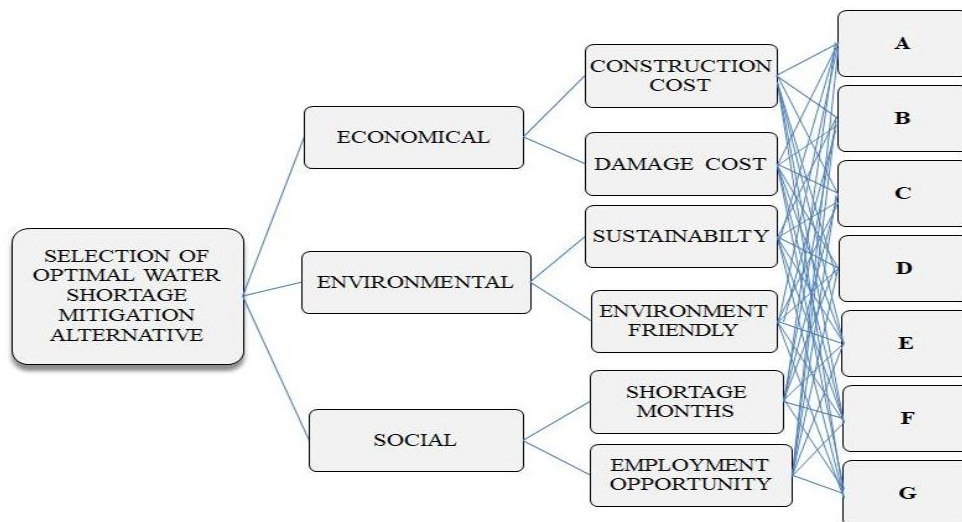 SELECTION OF
OPTIMAL WATER
SHORTAGE
MITIGATION
ALTERNATIVE
ECONOMICAL
ENVIRONMENTAL
SOCIAL
CONSTRUCTION
COST
DAMAGE COST
SUSTAINABILTY
ENVIRONMENT
FRIENDLY
SHORTAGE
MONTHS
EMPLOYMENT
OPPORTUNITY
A
B
C
D
E
F
G